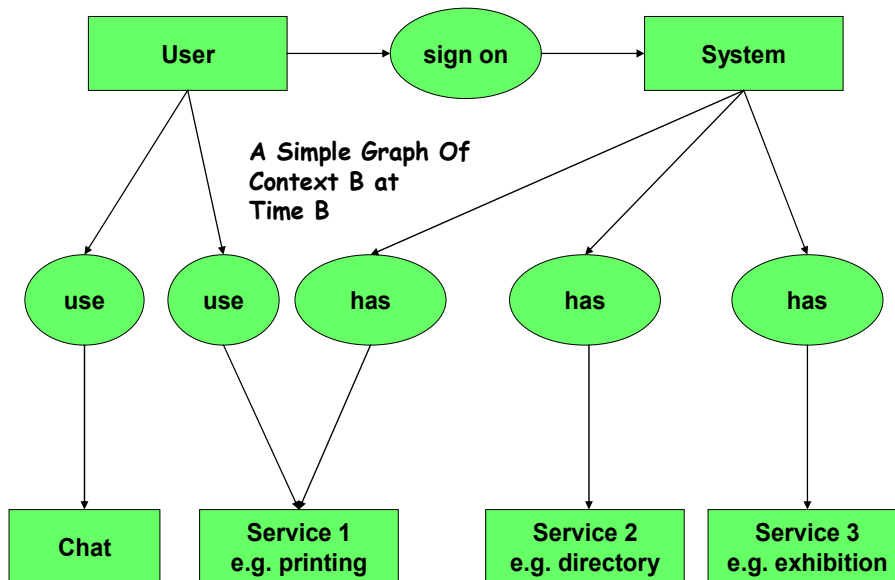 User
sign on
System
A Simple Graph Of
Context B at
Time B
use
use
has
has
has
Chat
Service 1
e.g. printing
Service 2
e.g. directory
Service 3
e.g. exhibition